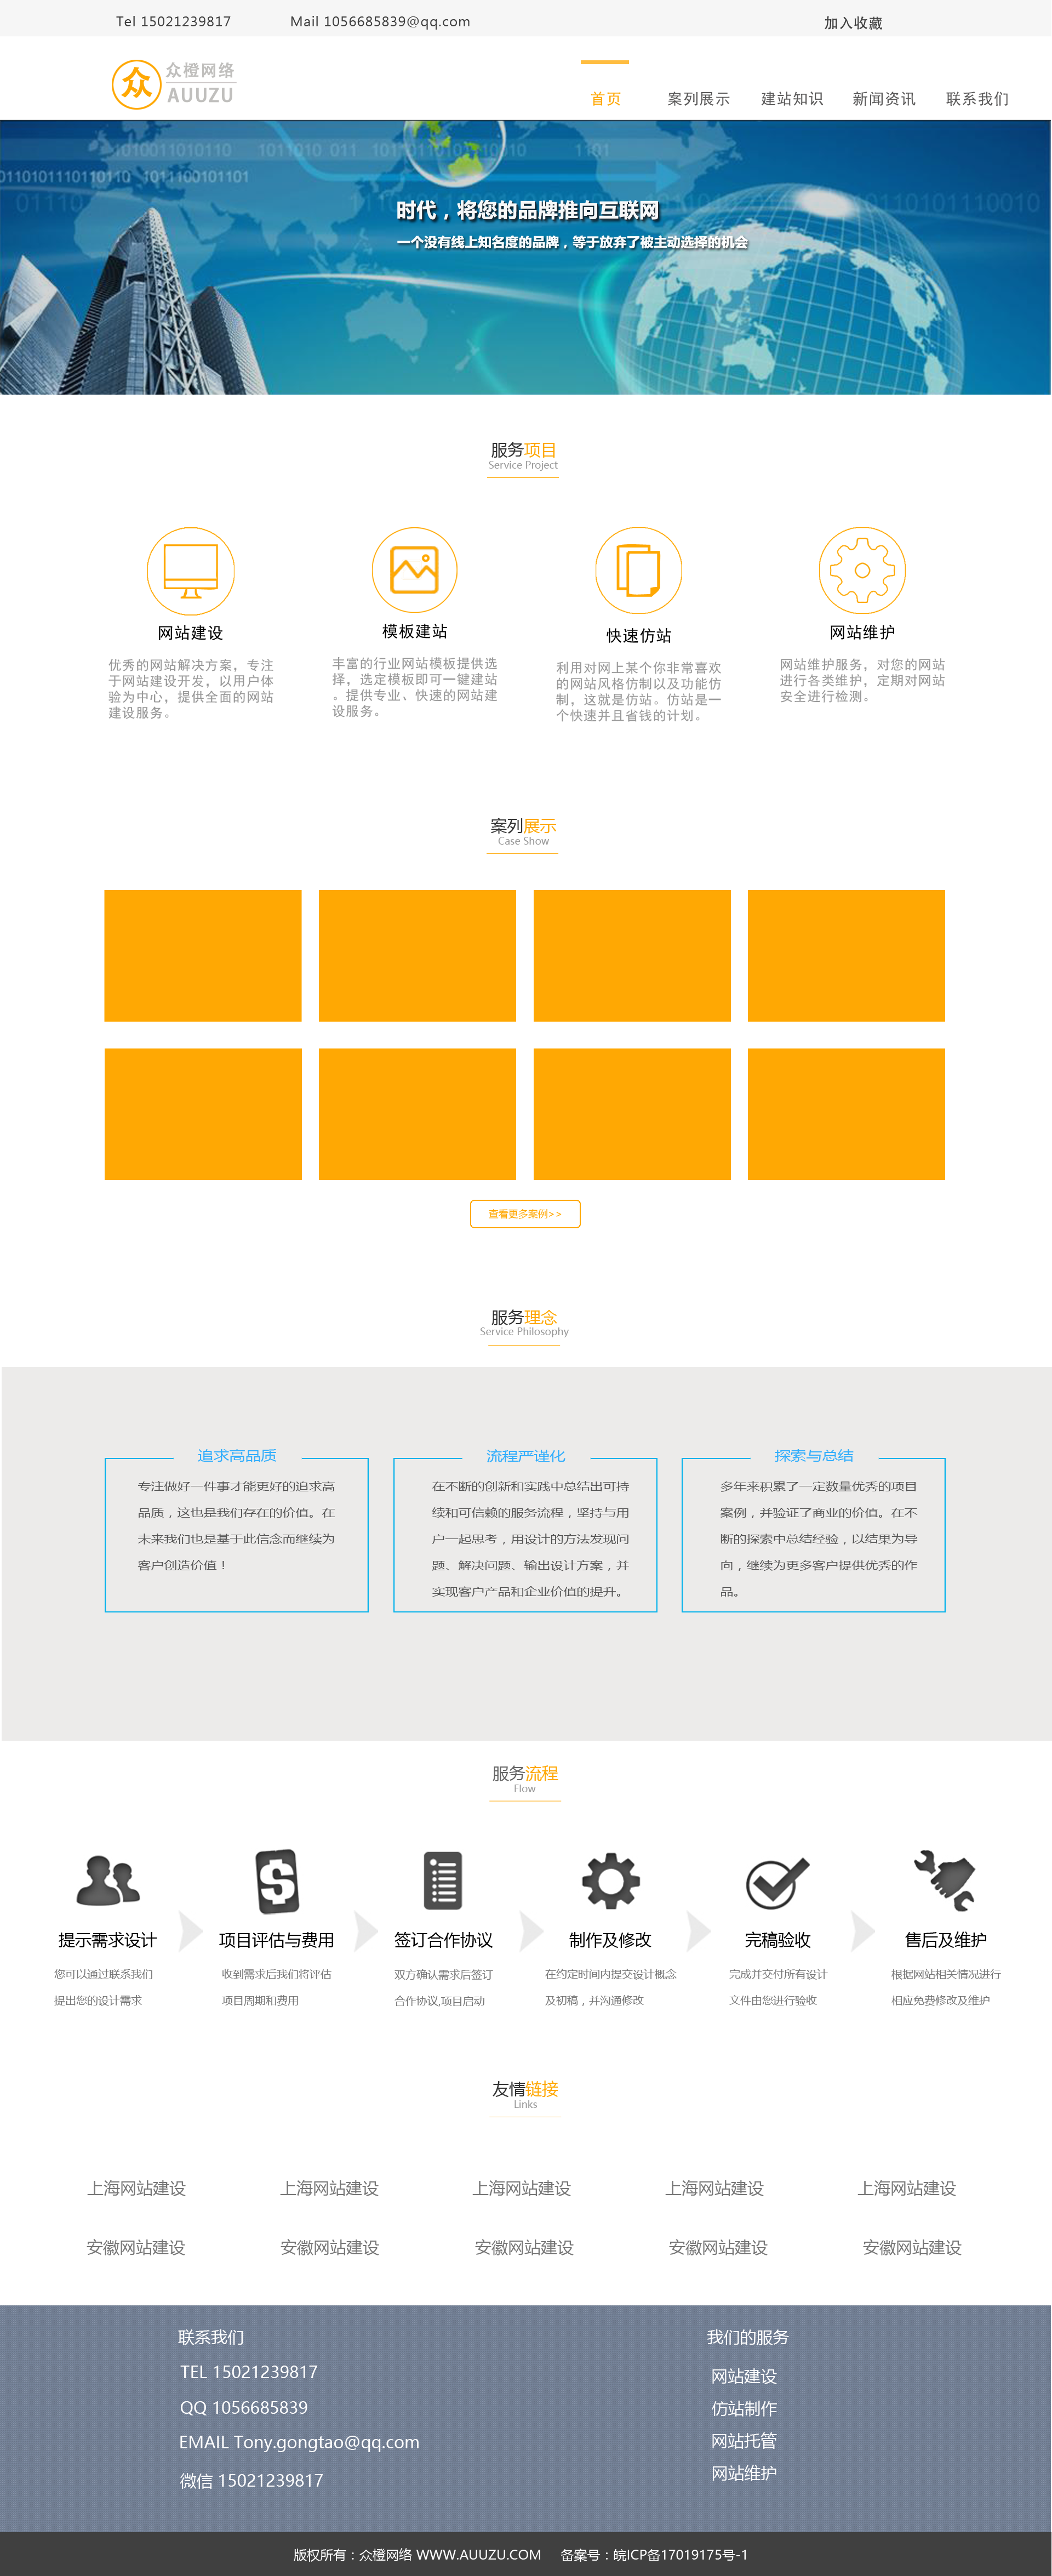 Tel 15021239817 Mail 1056685839@qq.com 加入收藏
众 众橙网络
AUUZU
首页 案列展示 建站知识 新闻资讯 联系我们
时代，将您的品牌推向互联网
一个没有线上知名度的品牌，等于放弃了被主动选择的机会
服务项目
Service Project
网站建设
优秀的网站解决方案，专注
于网站建设开发，以用户体
验为中心，提供全面的网站
建设服务。
模板建站
丰富的行业网站模板提供选
择，选定模板即可一键建站
。提供专业、快速的网站建
设服务。
快速仿站
利用对网上某个你非常喜欢
的网站风格仿制以及功能仿
制，这就是仿站。仿站是一
个快速并且省钱的计划。
网站维护
网站维护服务，对您的网站
进行各类维护，定期对网站
安全进行检测。
案列展示
Case Show
查看更多案例>>
服务理念
Service Philosophy
追求高品质
专注做好一件事才能更好的追求高
品质，这也是我们存在的价值。在
未来我们也是基于此信念而继续为
客户创造价值！
流程严谨化
在不断的创新和实践中总结出可持
续和可信赖的服务流程，坚持与用
户一起思考，用设计的方法发现问
题、解决问题、输出设计方案，并
实现客户产品和企业价值的提升。
探索与总结
多年来积累了一定数量优秀的项目
案例，并验证了商业的价值。在不
断的探索中总结经验，以结果为导
向，继续为更多客户提供优秀的作
品。
服务流程
Flow
提示需求设计
您可以通过联系我们
提出您的设计需求
项目评估与费用
收到需求后我们将评估
项目周期和费用
签订合作协议
双方确认需求后签订
合作协议,项目启动
制作及修改
在约定时间内提交设计概念
及初稿，并沟通修改
完稿验收
完成并交付所有设计
文件由您进行验收
售后及维护
根据网站相关情况进行
相应免费修改及维护
友情链接
Links
上海网站建设 上海网站建设 上海网站建设 上海网站建设 上海网站建设
安徽网站建设 安徽网站建设 安徽网站建设 安徽网站建设 安徽网站建设
联系我们
TEL 15021239817
QQ 1056685839
EMAIL Tony.gongtao@qq.com
微信 15021239817
我们的服务
网站建设
仿站制作
网站托管
网站维护
版权所有：众橙网络 WWW.AUUZU.COM 备案号：皖ICP备17019175号-1